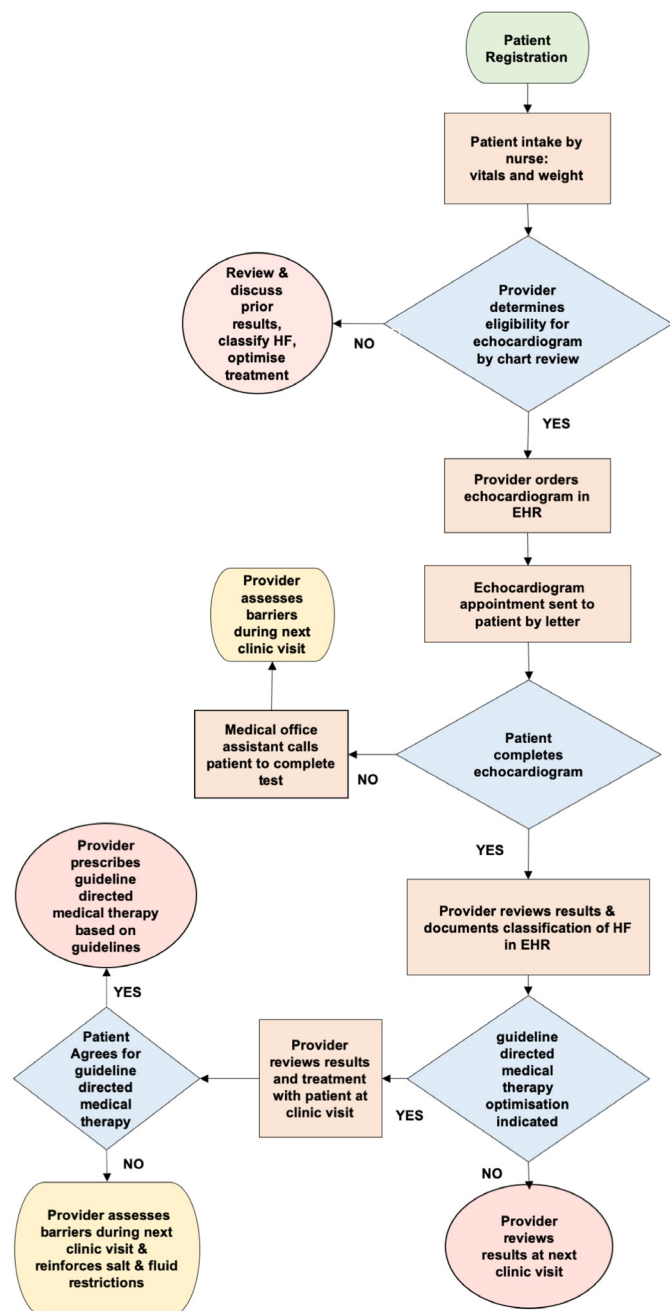 Patient
Registration
Patient intake by
nurse:
vitals and weight
Provider
determines
eligibility for
echocardiogram
by chart review
NO
Review &
discuss
prior
results,
classify HF,
optimise
treatment
YES
Provider orders
echocardiogram in
EHR
Echocardiogram
appointment sent to
patient by letter
Patient
completes
echocardiogram
NO
Medical office
assistant calls
patient to complete
test
Provider
assesses
barriers
during next
clinic visit
YES
Provider reviews results &
documents classification of HF
in EHR
guideline
directed
medical
therapy
optimisation
indicated
NO
Provider
reviews
results at next
clinic visit
YES
Provider
reviews results
and treatment
with patient at
clinic visit
Patient
Agrees for
guideline
directed
medical
therapy
YES
Provider
prescribes
guideline
directed
medical therapy
based on
guidelines
NO
Provider assesses
barriers during next
clinic visit &
reinforces salt & fluid
restrictions